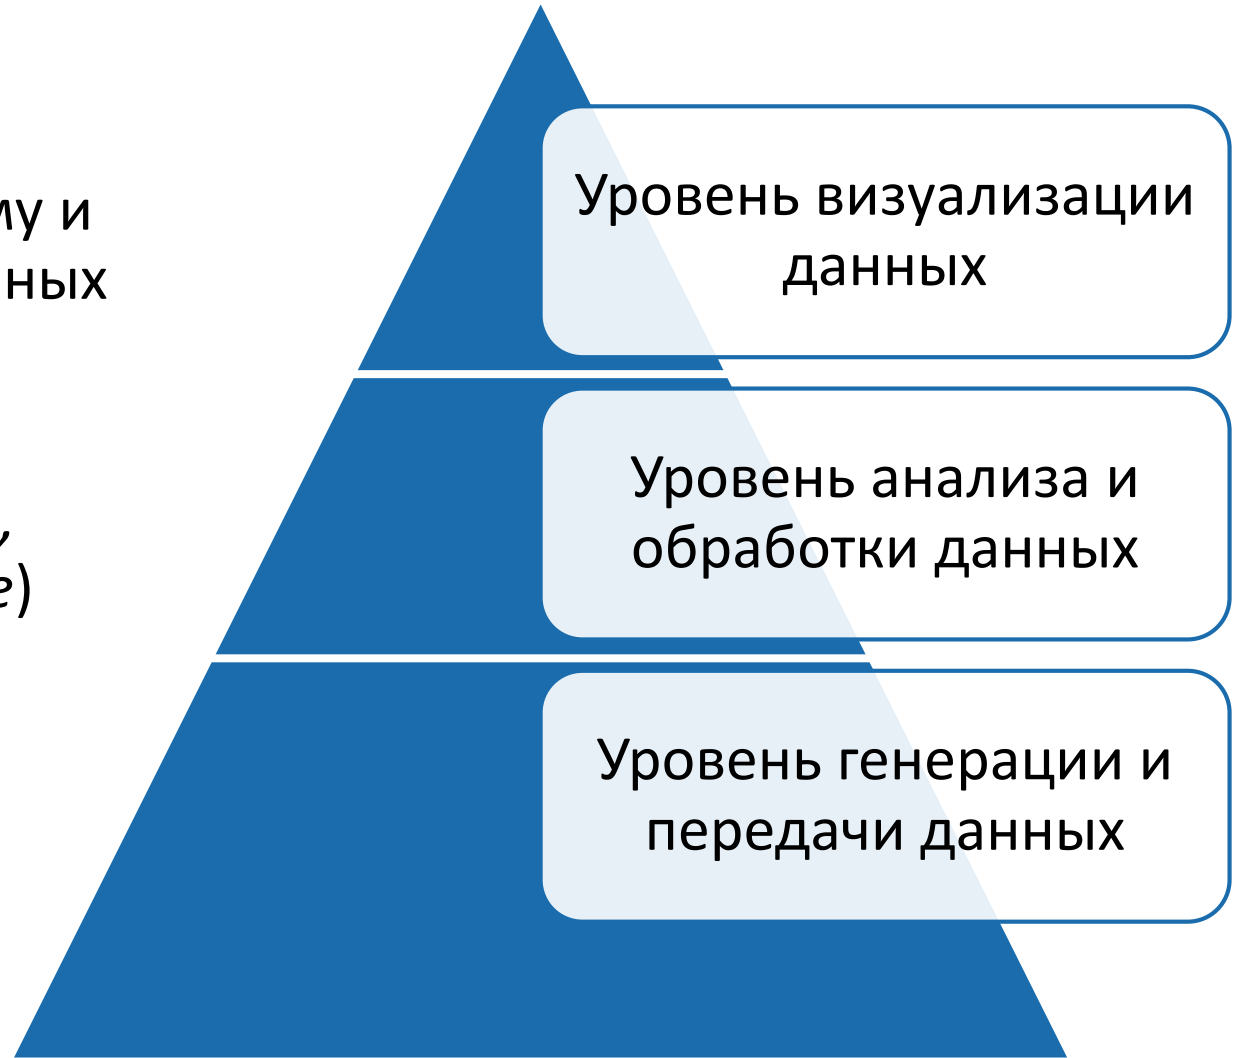 и
Уровень визуализации
данных
Уровень анализа и
обработки данных
Уровень генерации и
передачи данных